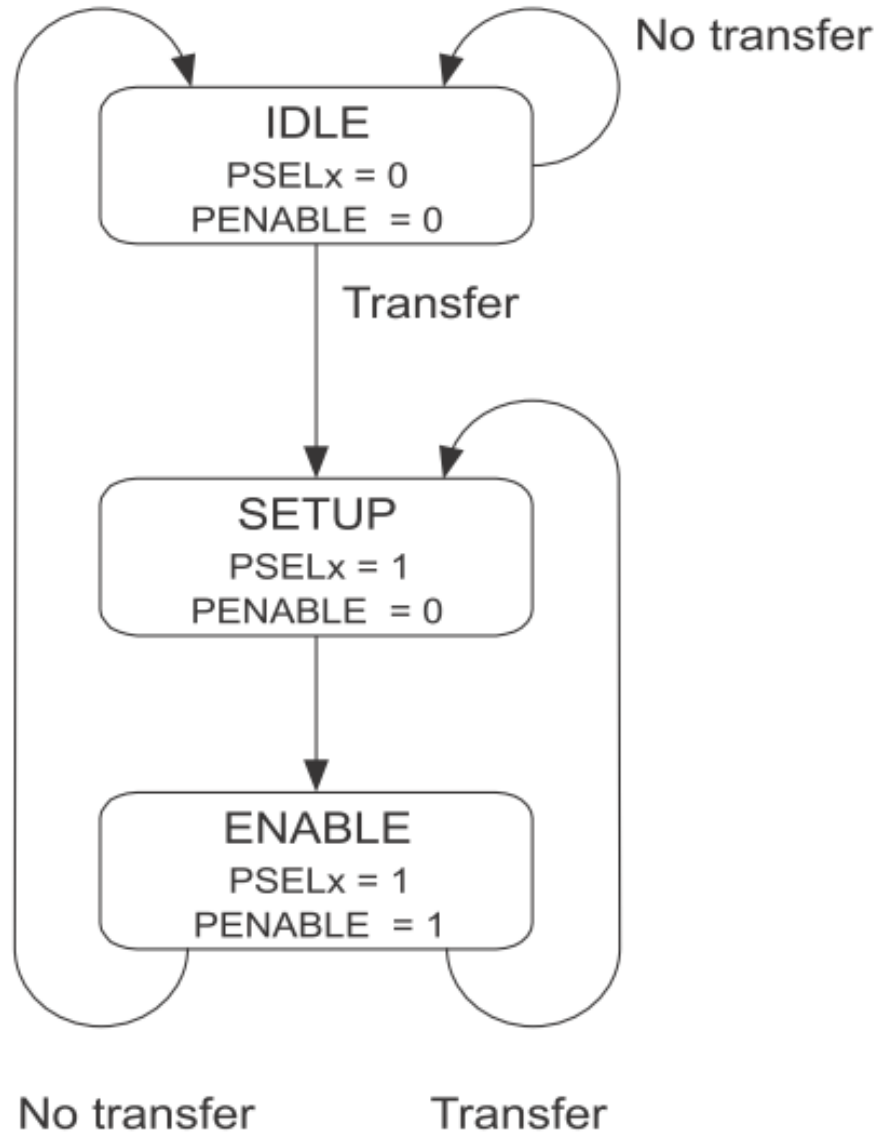 No transfer
IDLE
PSELx = 0
PENABLE = 0
Transfer
SETUP
PSELx = 1
PENABLE = 0
ENABLE
PSELx = 1
PENABLE = 1
No transfer
Transfer